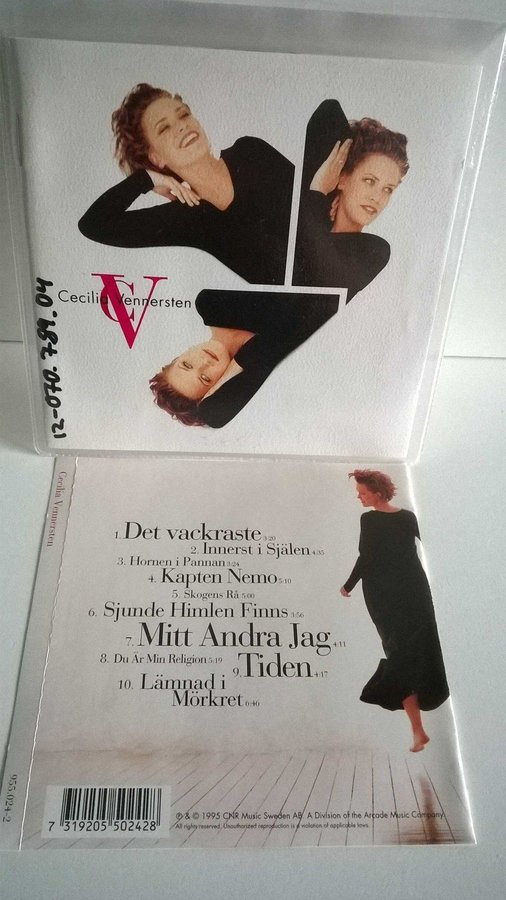 Cecilia Vennersten
CV
12-070.789.04
Cecilia Vennersten
1. Det vackraste 3:20
2. Innerst i Själen 4:35
3. Hornen i Pannan 3:24
4. Kapten Nemo 5:10
5. Skogens Rå 5:00
6. Sjunde Himlen Finns 3:56
7. Mitt Andra Jag 4:11
8. Du Är Min Religion 5:19
9. Tiden 4:17
10. Lämnad i
Mörkret 6:46
955.024-2
7 319205 502428
℗ & © 1995 CNR Music Sweden AB. A Division of the Arcade Music Company
All rights reserved. Unauthorized reproduction is a violation of applicable laws.